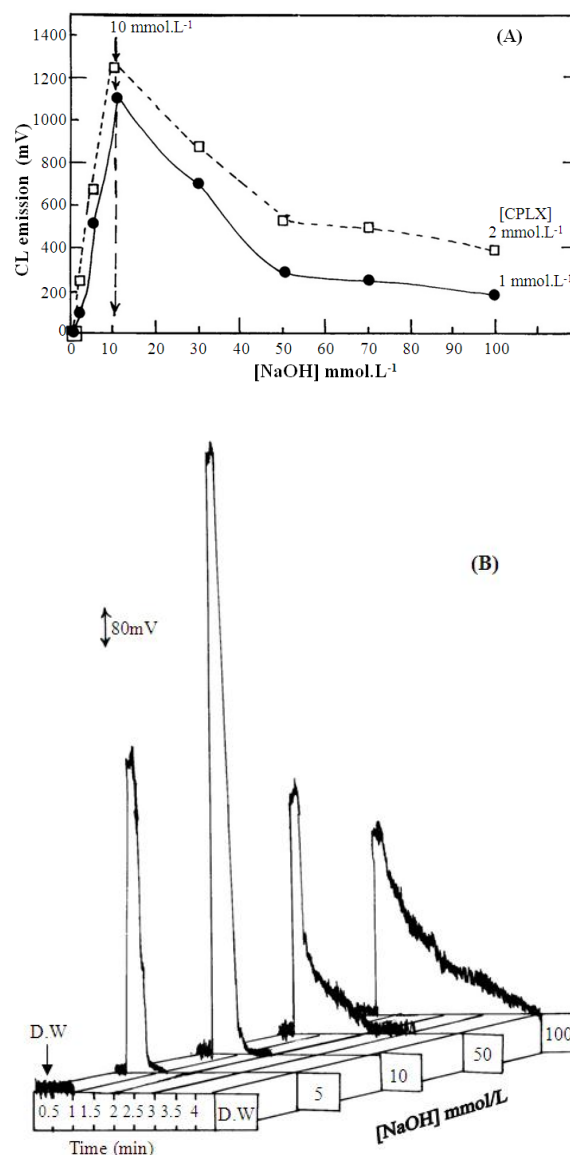 1400
10 mmol.L-1
(A)
1200
1000
800
600
400
200
0
CL emission (mV)
[CPLX]
2 mmol.L-1
1 mmol.L-1
0 10 20 30 40 50 60 70 80 90 100
[NaOH] mmol.L-1
(B)
80mV
D.W
0.5 1 1.5 2 2.5 3 3.5 4 D.W 5 10 50 100
Time (min)
[NaOH] mmol/L